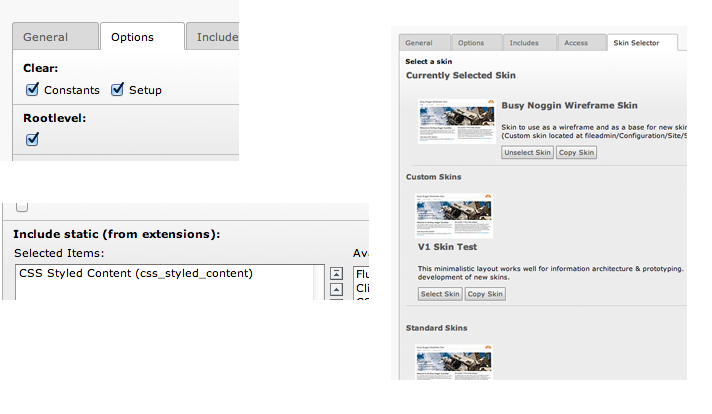 General
Options
Include
Clear:
Constants
Setup
Rootlevel:
Include static (from extensions):
Selected Items:
Ava
CSS Styled Content (css_styled_content)
Flu
Cli
General
Options
Includes
Access
Skin Selector
Select a skin
Currently Selected Skin
Busy Noggin Wireframe Skin
Skin to use as a wireframe and as a base for new skin
(Custom skin located at fileadmin/Configuration/Site/S
Unselect Skin
Copy Skin
Custom Skins
V1 Skin Test
This minimalistic layout works well for information architecture & prototyping.
development of new skins.
Select Skin
Copy Skin
Standard Skins